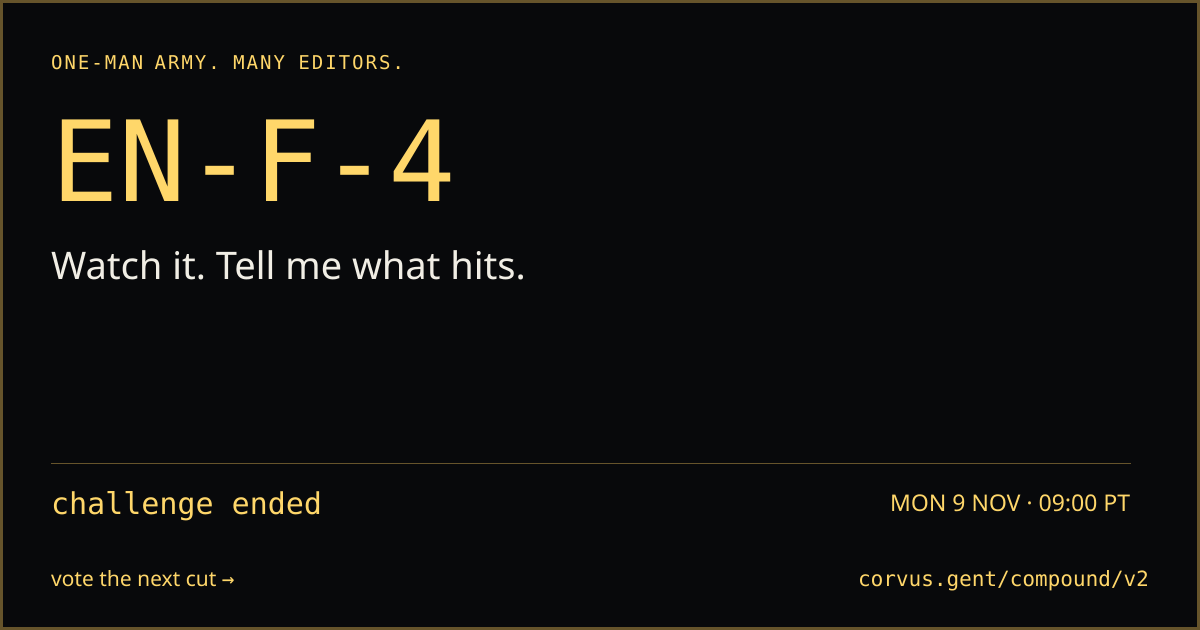 ONE-MAN ARMY. MANY EDITORS.
EN-F-4
Watch it. Tell me what hits.
challenge ended
MON 9 NOV · 09:00 PT
vote the next cut →
corvus.gent/compound/v2